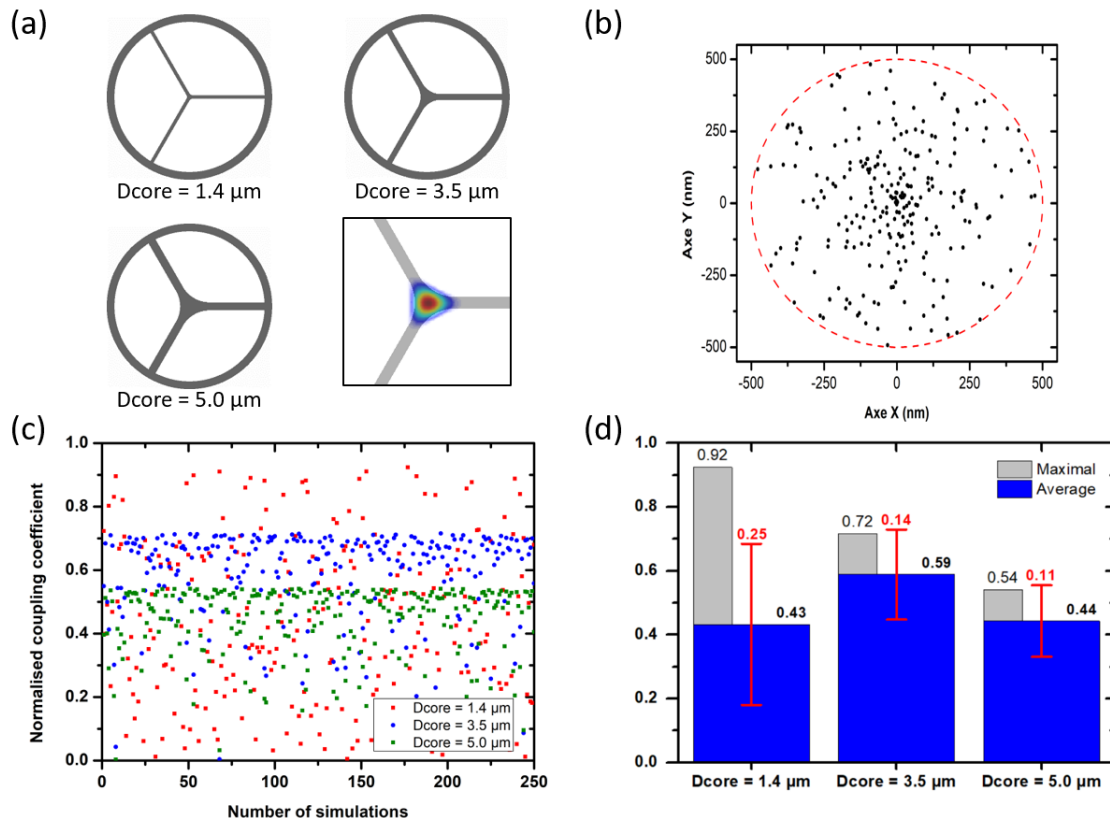 (a)
Dcore = 1.4 µm
Dcore = 3.5 µm
Dcore = 5.0 µm
(b)
Axe Y (nm)
500
250
0
-250
-500
-500
-250
0
250
500
Axe X (nm)
(c)
Normalised coupling coefficient
1.0
0.8
0.6
0.4
0.2
0.0
Dcore = 1.4 µm
Dcore = 3.5 µm
Dcore = 5.0 µm
0
50
100
150
200
250
Number of simulations
(d)
1.0
0.8
0.6
0.4
0.2
0.0
Maximal
Average
0.92
0.25
0.43
0.72
0.14
0.59
0.54
0.11
0.44
Dcore = 1.4 µm
Dcore = 3.5 µm
Dcore = 5.0 µm